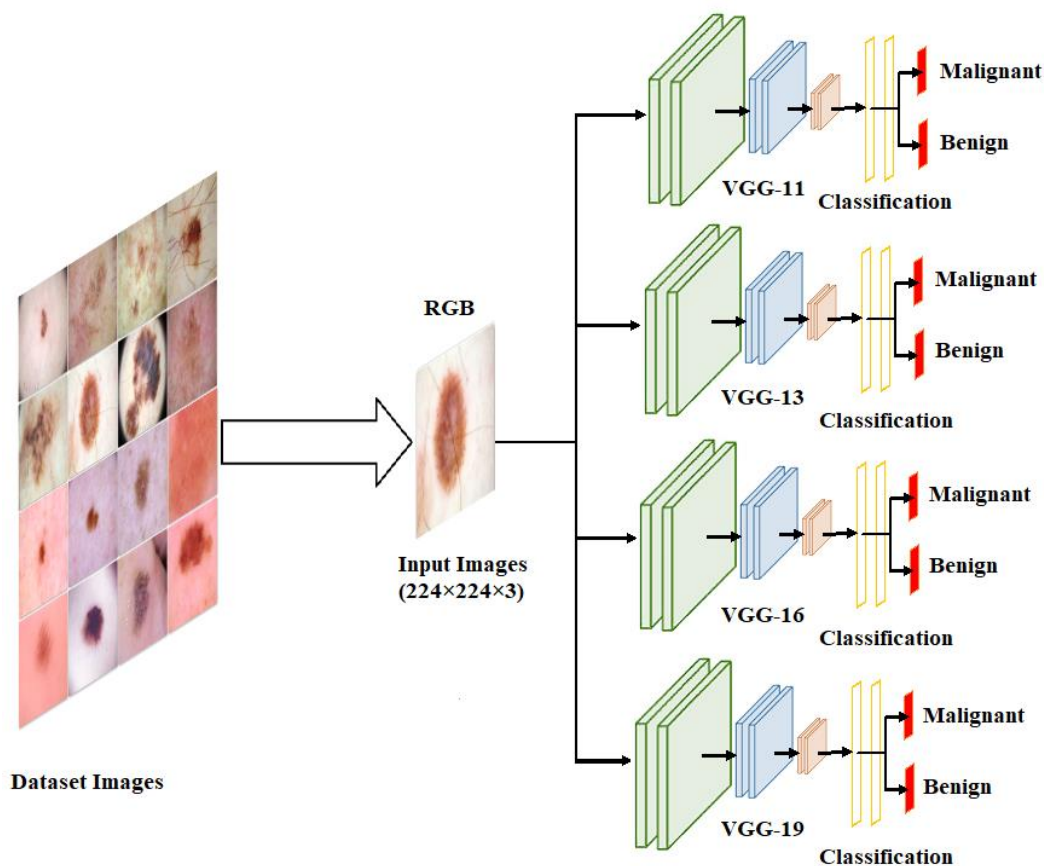 Dataset Images
RGB
Input Images
(224×224×3)
Malignant
Benign
VGG-11
Classification
Malignant
Benign
VGG-13
Classification
Malignant
Benign
VGG-16
Classification
Malignant
Benign
VGG-19
Classification